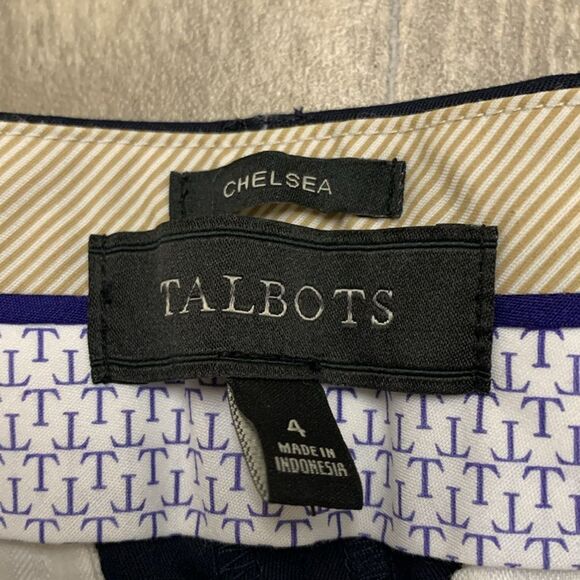 CHELSEA
TALBOTS
4
MADE IN
INDONESIA